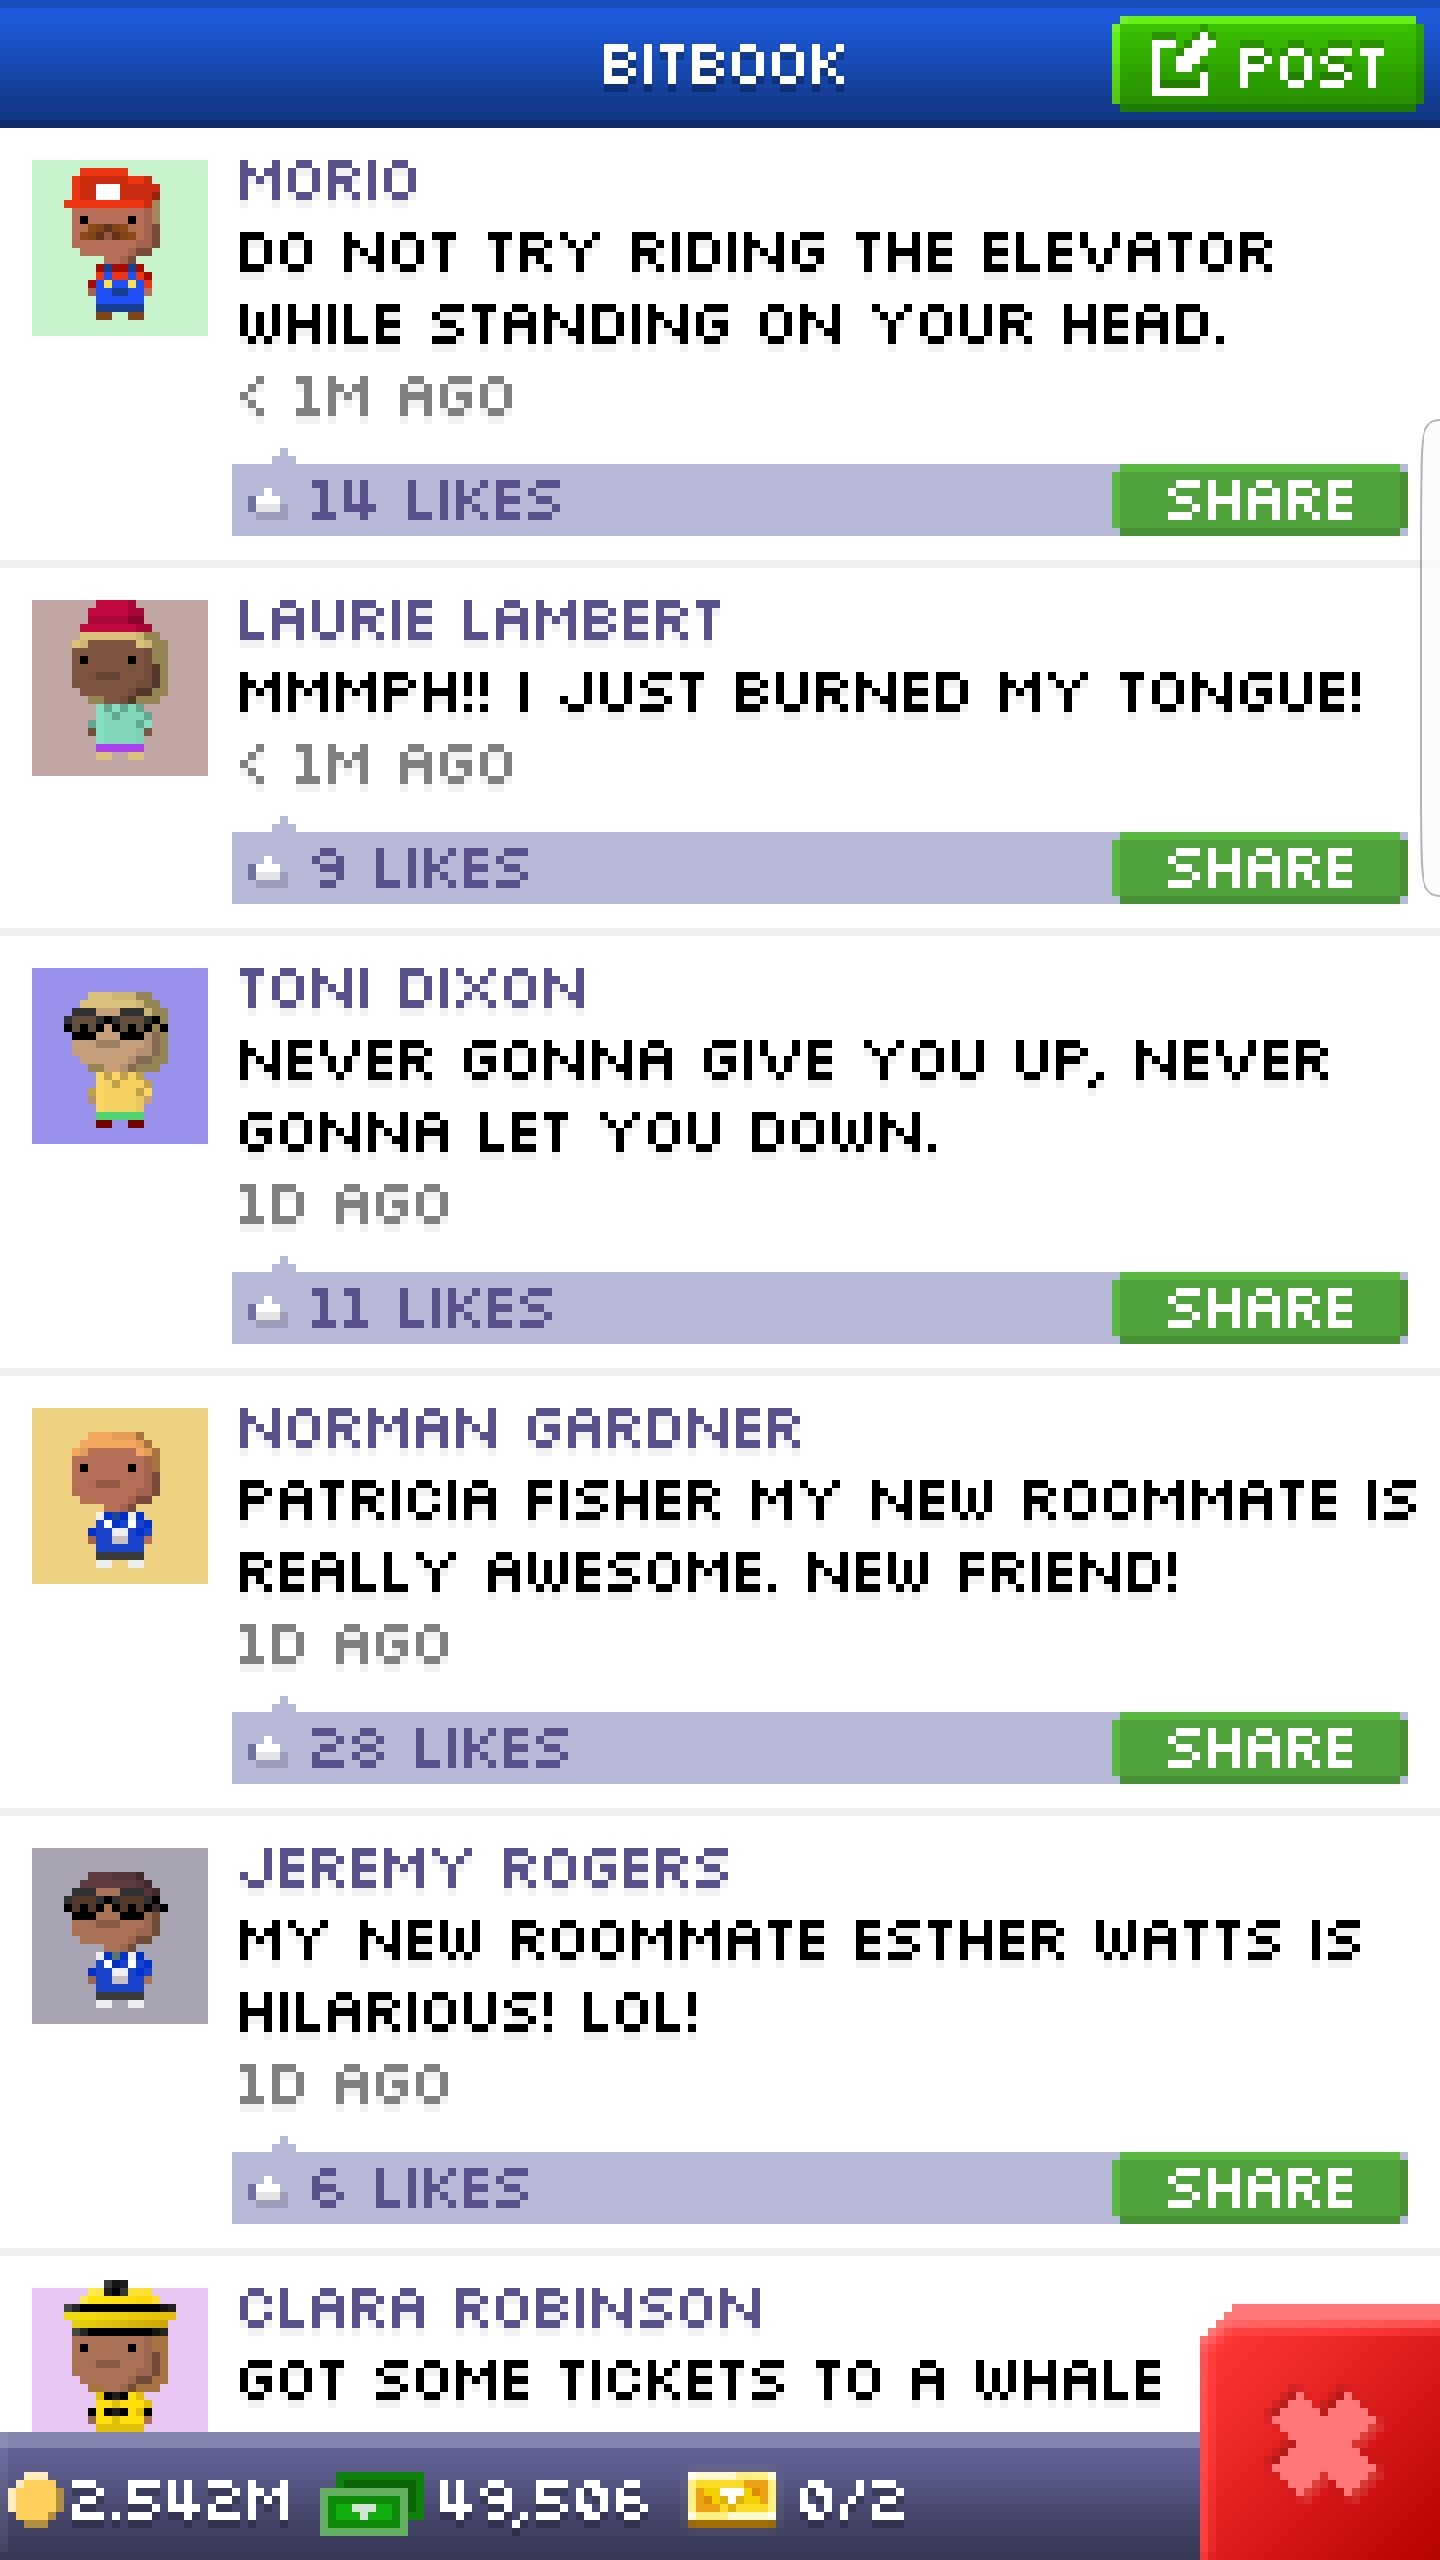 BITBOOK
POST
MORIO
DO NOT TRY RIDING THE ELEVATOR
WHILE STANDING ON YOUR HEAD.
< 1M AGO
14 LIKES
SHARE
LAURIE LAMBERT
MMMPH!! I JUST BURNED MY TONGUE!
< 1M AGO
9 LIKES
SHARE
TONI DIXON
NEVER GONNA GIVE YOU UP, NEVER
GONNA LET YOU DOWN.
1D AGO
11 LIKES
SHARE
NORMAN GARDNER
PATRICIA FISHER MY NEW ROOMMATE IS
REALLY AWESOME. NEW FRIEND!
1D AGO
28 LIKES
SHARE
JEREMY ROGERS
MY NEW ROOMMATE ESTHER WATTS IS
HILARIOUS! LOL!
1D AGO
6 LIKES
SHARE
CLARA ROBINSON
GOT SOME TICKETS TO A WHALE
2.542M 49,506 0/2